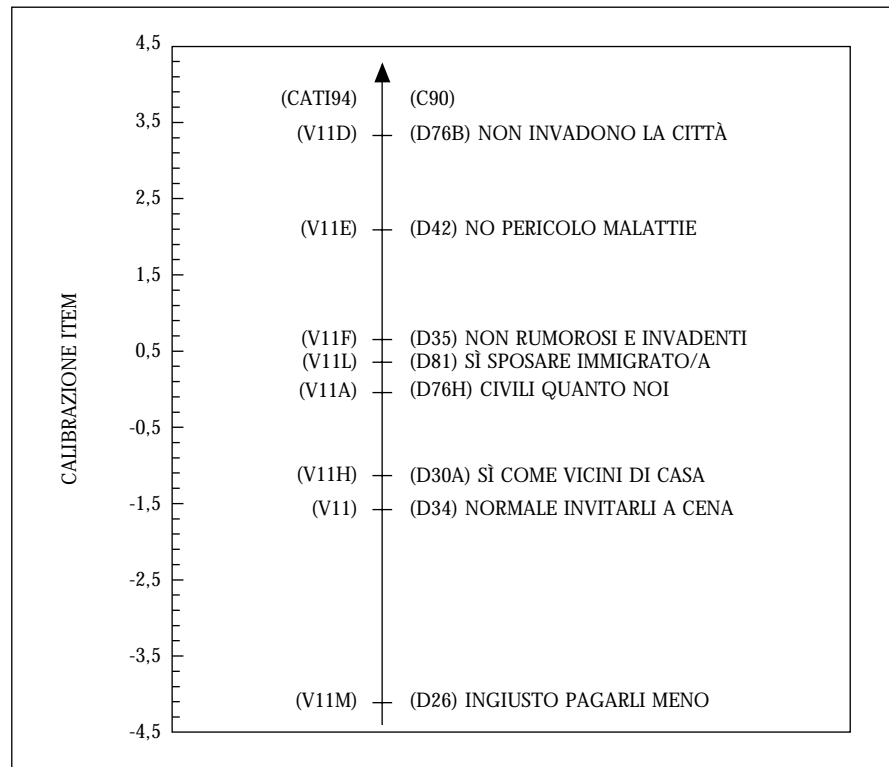 4,5
(CATI94) (C90)
3,5
(V11D) (D76B) NON INVADONO LA CITTÀ
2,5
(V11E) (D42) NO PERICOLO MALATTIE
1,5
(V11F) (D35) NON RUMOROSI E INVADENTI
0,5
(V11L) (D81) SÌ SPOSARE IMMIGRATO/A
(V11A) (D76H) CIVILI QUANTO NOI
-0,5
(V11H) (D30A) SÌ COME VICINI DI CASA
-1,5
(V11) (D34) NORMALE INVITARLI A CENA
-2,5
-3,5
(V11M) (D26) INGIUSTO PAGARLI MENO
-4,5
CALIBRAZIONE ITEM